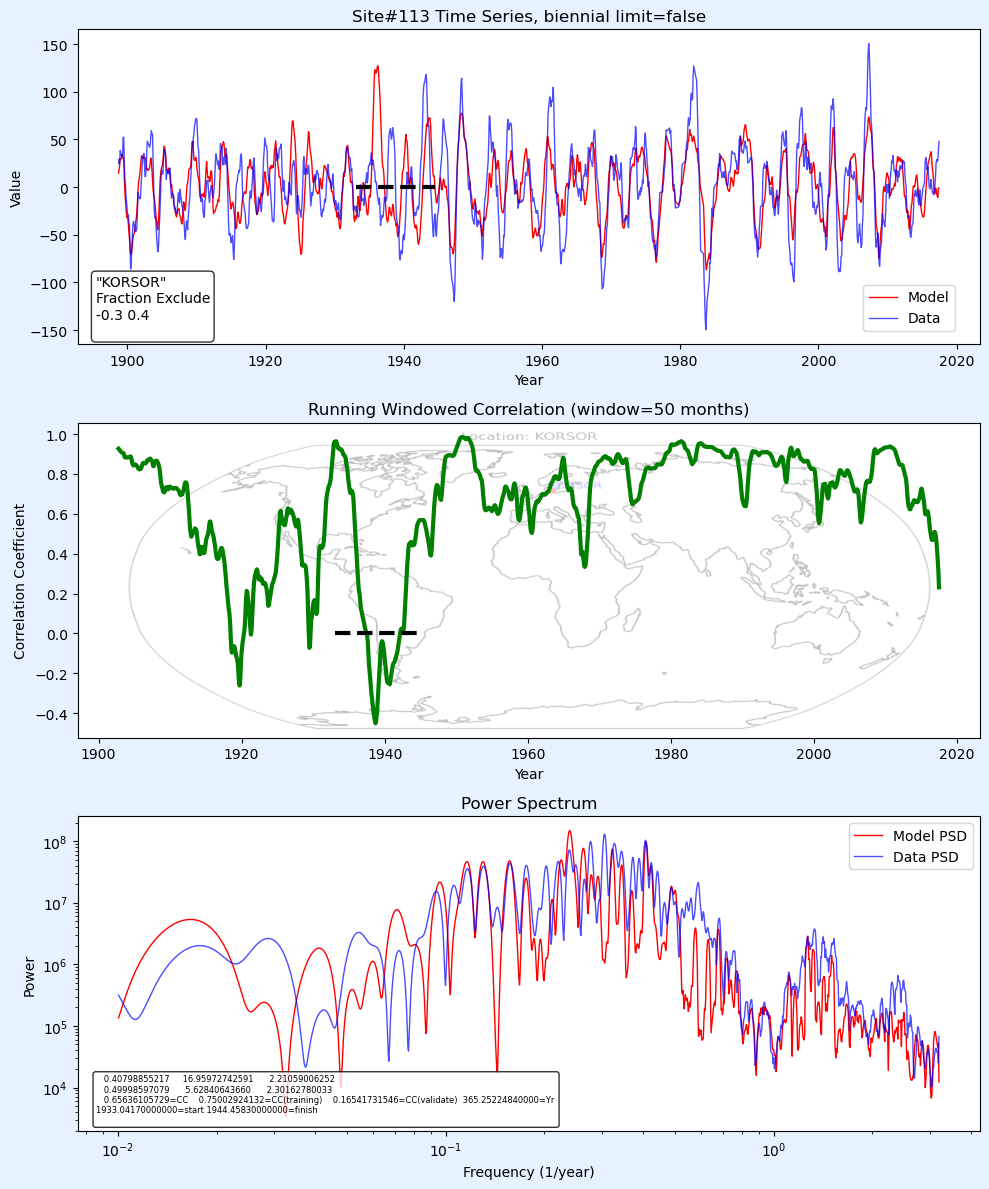 Site#113 Time Series, biennial limit=false
150
100
50
0
−50
−100
−150
Value
"KORSOR"
Fraction Exclude
-0.3 0.4
Model
Data
1900 1920 1940 1960 1980 2000 2020
Year
Running Windowed Correlation (window=50 months)
Location: KORSOR
KORSOR
1.0
0.8
0.6
0.4
0.2
0.0
−0.2
−0.4
Correlation Coefficient
1900 1920 1940 1960 1980 2000 2020
Year
Power Spectrum
Model PSD
Data PSD
10^8
10^7
10^6
10^5
10^4
Power
0.40798855217 16.95972742591 2.21059006252
0.49998597079 5.62840643660 2.30162780033
0.65636105729=CC 0.75002924132=CC(training) 0.16541731546=CC(validate) 365.25224840000=Yr
1933.04170000000=start 1944.45830000000=finish
10^−2 10^−1 10^0
Frequency (1/year)